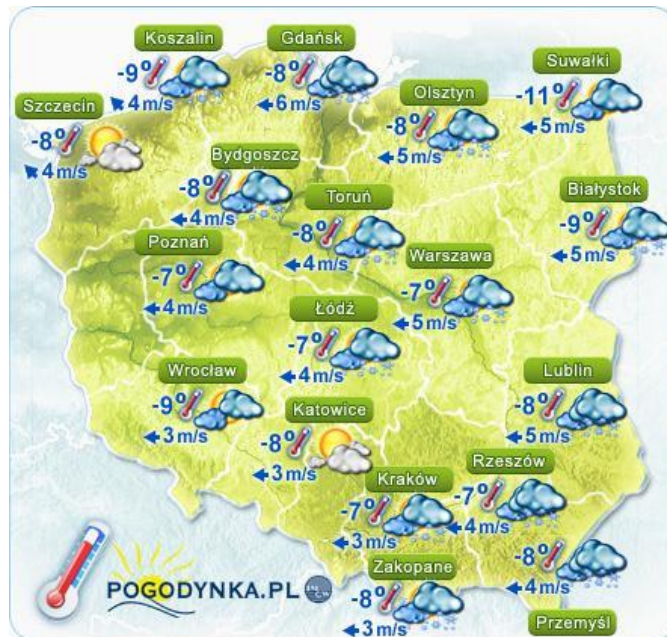 Koszalin
-9°
4 m/s
Gdańsk
-8°
6 m/s
Suwałki
-11°
5 m/s
Szczecin
-8°
4 m/s
Olsztyn
-8°
5 m/s
Bydgoszcz
-8°
4 m/s
Toruń
-8°
4 m/s
Białystok
-9°
5 m/s
Poznań
-7°
4 m/s
Warszawa
-7°
5 m/s
Łódź
-7°
4 m/s
Wrocław
-9°
3 m/s
Katowice
-8°
3 m/s
Lublin
-8°
5 m/s
Kraków
-7°
3 m/s
Rzeszów
-7°
4 m/s
Zakopane
-8°
3 m/s
-8°
4 m/s
Przemyśl
POGODYNKA.PL